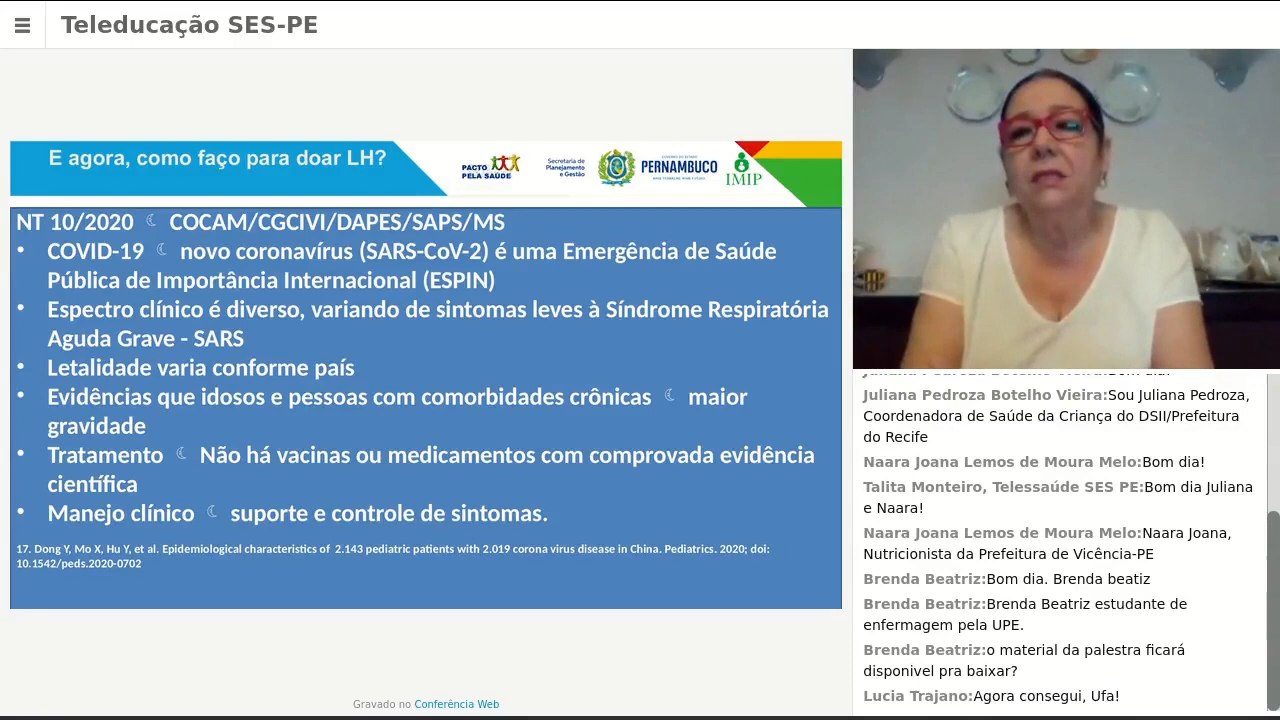 Teleducação SES-PE
E agora, como faço para doar LH?
PACTO
PELA SAÚDE
Secretaria
de Planejamento
e Gestão
PERNAMBUCO
IMIP
NT 10/2020 ☾ COCAM/CGCIVI/DAPES/SAPS/MS
• COVID-19 ☾ novo coronavírus (SARS-CoV-2) é uma Emergência de Saúde
Pública de Importância Internacional (ESPIN)
• Espectro clínico é diverso, variando de sintomas leves à Síndrome Respiratória
Aguda Grave - SARS
• Letalidade varia conforme país
• Evidências que idosos e pessoas com comorbidades crônicas ☾ maior
gravidade
• Tratamento ☾ Não há vacinas ou medicamentos com comprovada evidência
científica
• Manejo clínico ☾ suporte e controle de sintomas.
17. Dong Y, Mo X, Hu Y, et al. Epidemiological characteristics of 2.143 pediatric patients with 2.019 corona virus disease in China. Pediatrics. 2020; doi:
10.1542/peds.2020-0702
Gravado no Conferência Web
Juliana Pedroza Botelho Vieira:Sou Juliana Pedroza,
Coordenadora de Saúde da Criança do DSII/Prefeitura
do Recife
Naara Joana Lemos de Moura Melo:Bom dia!
Talita Monteiro, Telessaúde SES PE:Bom dia Juliana
e Naara!
Naara Joana Lemos de Moura Melo:Naara Joana,
Nutricionista da Prefeitura de Vicência-PE
Brenda Beatriz:Bom dia. Brenda beatiz
Brenda Beatriz:Brenda Beatriz estudante de
enfermagem pela UPE.
Brenda Beatriz:o material da palestra ficará
disponivel pra baixar?
Lucia Trajano:Agora consegui, Ufa!